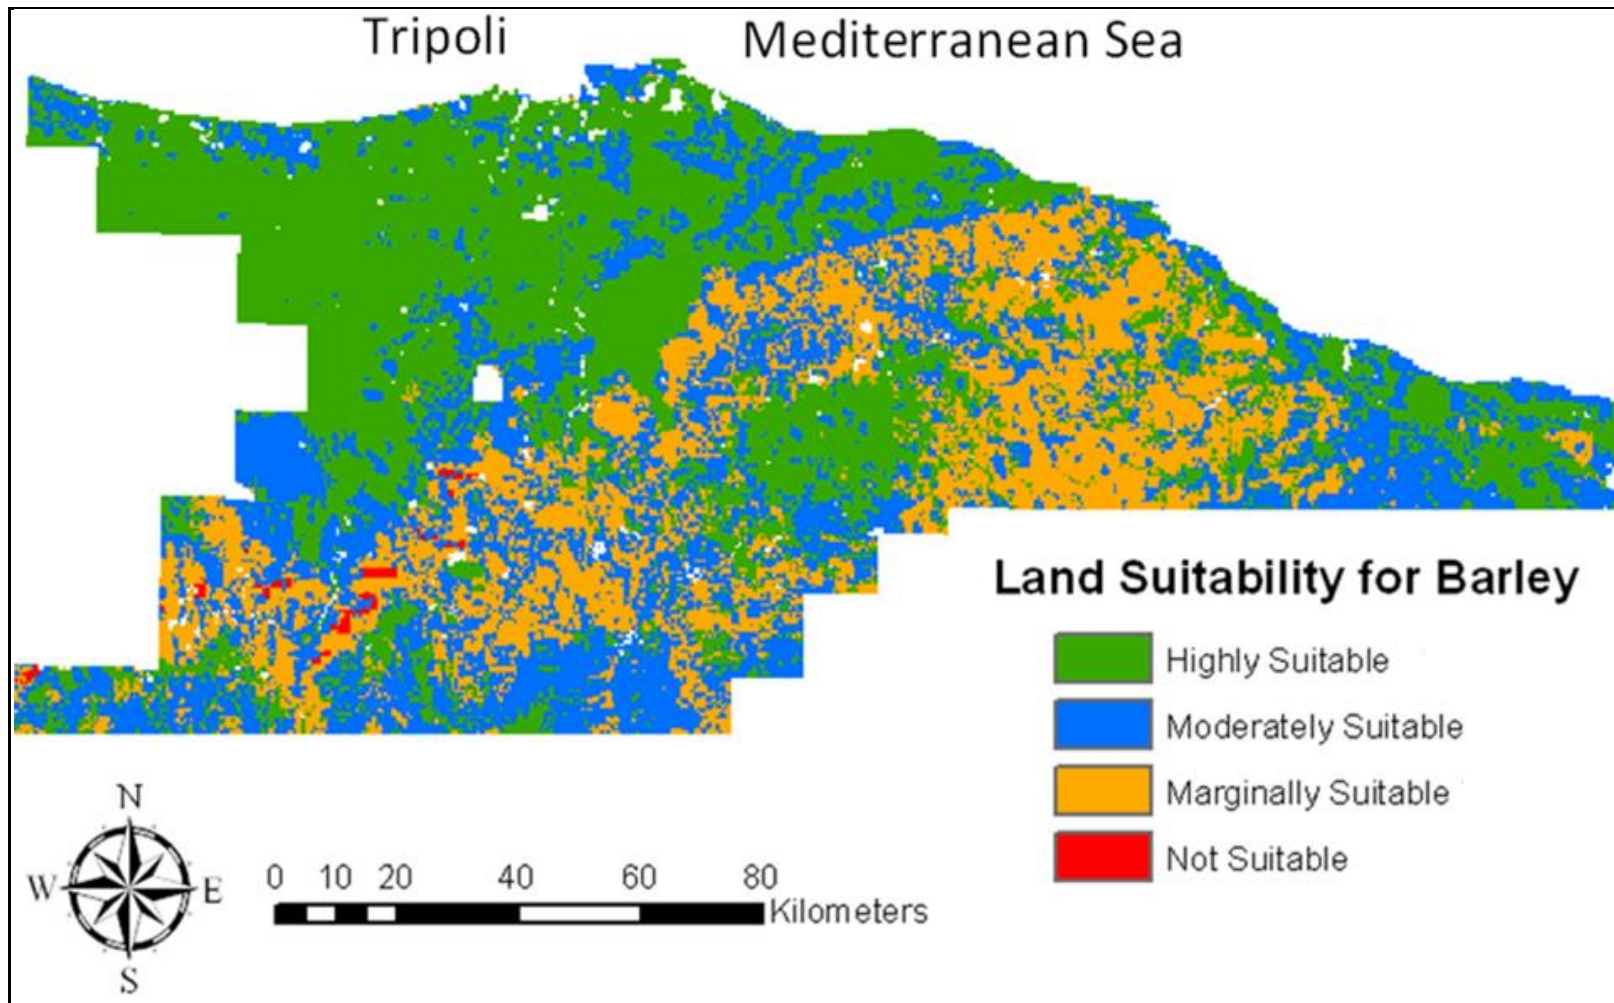 Tripoli
Mediterranean Sea
Land Suitability for Barley
Highly Suitable
Moderately Suitable
Marginally Suitable
Not Suitable
N
W E
S
0 10 20 40 60 80
Kilometers